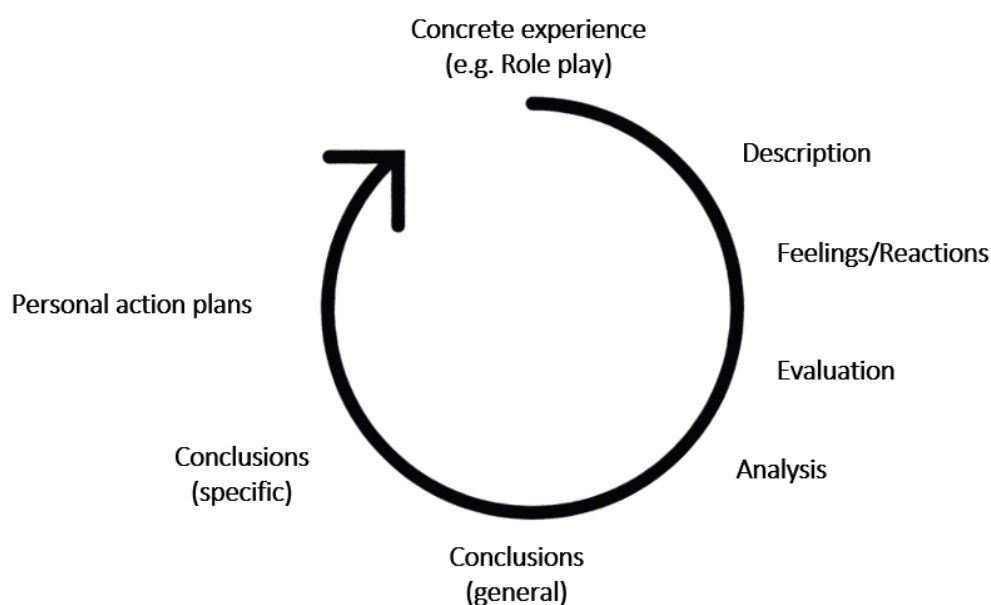 Concrete experience
(e.g. Role play)
Description
Feelings/Reactions
Evaluation
Analysis
Conclusions
(general)
Conclusions
(specific)
Personal action plans